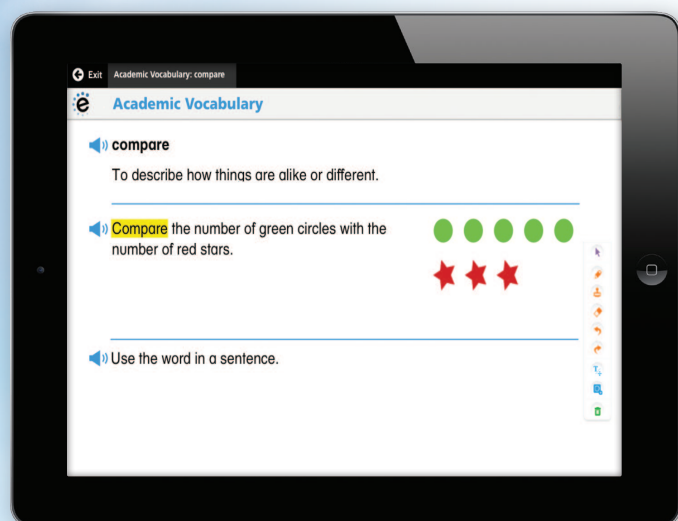 Exit Academic Vocabulary: compare
ë Academic Vocabulary
compare
To describe how things are alike or different.
Compare the number of green circles with the
number of red stars.
Use the word in a sentence.
T